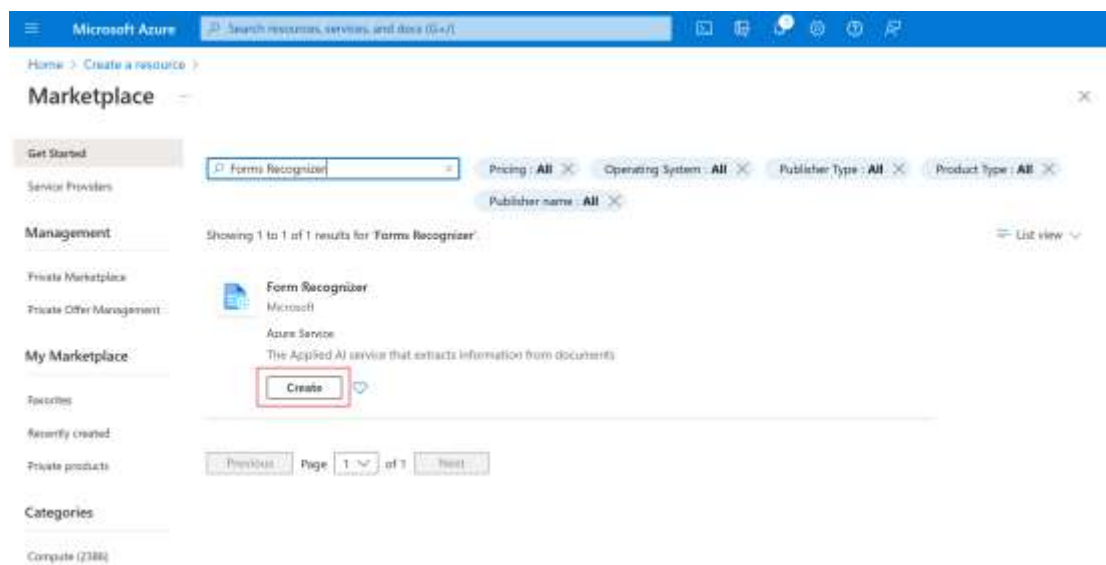 Microsoft Azure
Search resources, services, and docs (G+/)
Home > Create a resource >
Marketplace ...
Get Started
Service Providers
Management
Private Marketplace
Private Offer Management
My Marketplace
Favorites
Recently created
Private products
Categories
Compute (2386)
Forms Recognizer
Pricing : All
Operating System : All
Publisher Type : All
Product Type : All
Publisher name : All
Showing 1 to 1 of 1 results for 'Forms Recognizer'.
List view
Form Recognizer
Microsoft
Azure Service
The Applied AI service that extracts information from documents
Create
Previous Page 1 of 1 Next